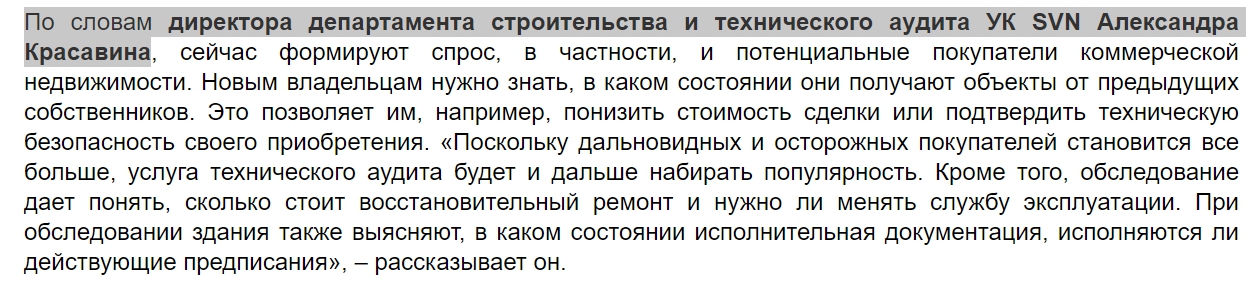 По словам директора департамента строительства и технического аудита УК SVN Александра
Красавина, сейчас формируют спрос, в частности, и потенциальные покупатели коммерческой
недвижимости. Новым владельцам нужно знать, в каком состоянии они получают объекты от предыдущих
собственников. Это позволяет им, например, понизить стоимость сделки или подтвердить техническую
безопасность своего приобретения. «Поскольку дальновидных и осторожных покупателей становится все
больше, услуга технического аудита будет и дальше набирать популярность. Кроме того, обследование
дает понять, сколько стоит восстановительный ремонт и нужно ли менять службу эксплуатации. При
обследовании здания также выясняют, в каком состоянии исполнительная документация, исполняются ли
действующие предписания», – рассказывает он.